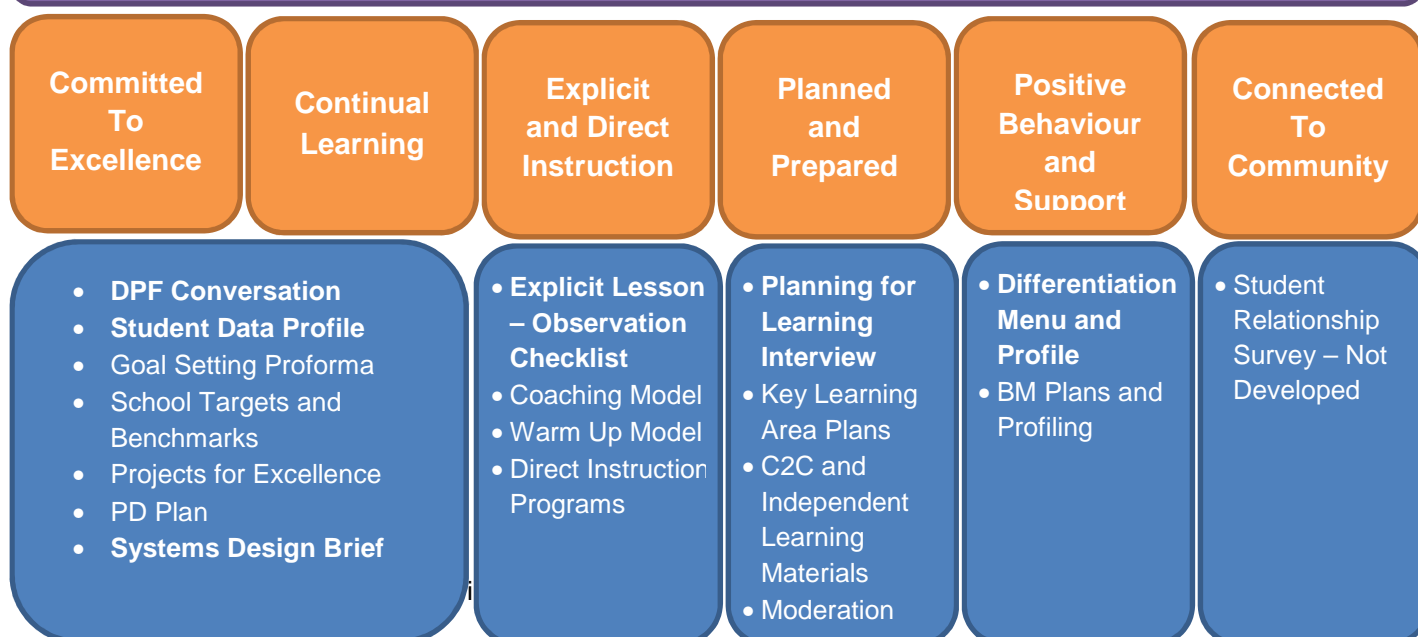 Committed
To
Excellence
Continual
Learning
Explicit
and Direct
Instruction
Planned
and
Prepared
Positive
Behaviour
and
Support
Connected
To
Community
• DPF Conversation
• Student Data Profile
• Goal Setting Proforma
• School Targets and
Benchmarks
• Projects for Excellence
• PD Plan
• Systems Design Brief
• Explicit Lesson
– Observation
Checklist
• Coaching Model
• Warm Up Model
• Direct Instruction
Programs
• Planning for
Learning
Interview
• Key Learning
Area Plans
• C2C and
Independent
Learning
Materials
• Moderation
• Differentiation
Menu and
Profile
• BM Plans and
Profiling
• Student
Relationship
Survey – Not
Developed